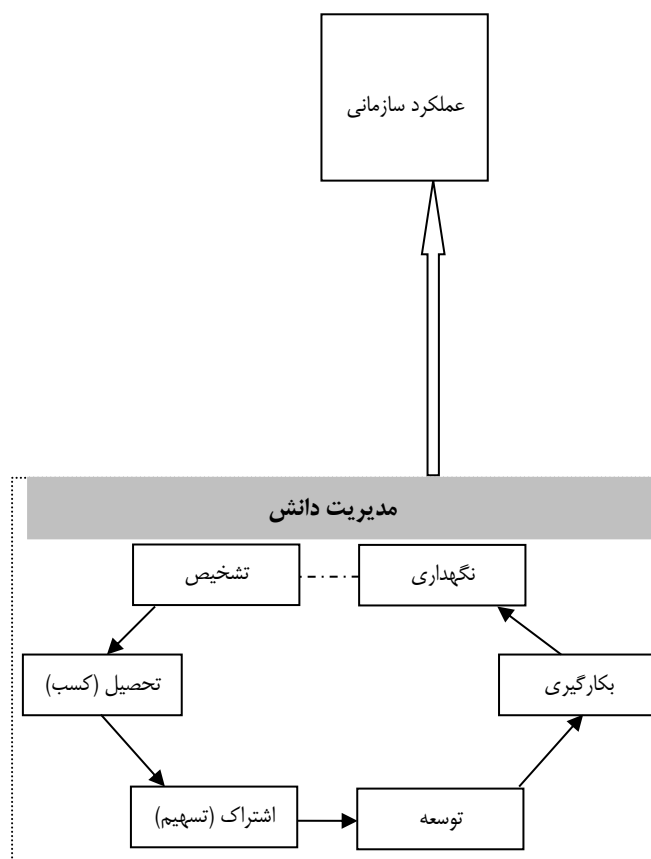 عملکرد سازمانی
مدیریت دانش
تشخیص
نگهداری
تحصیل (کسب)
بکارگیری
اشتراک (تسهیم)
توسعه